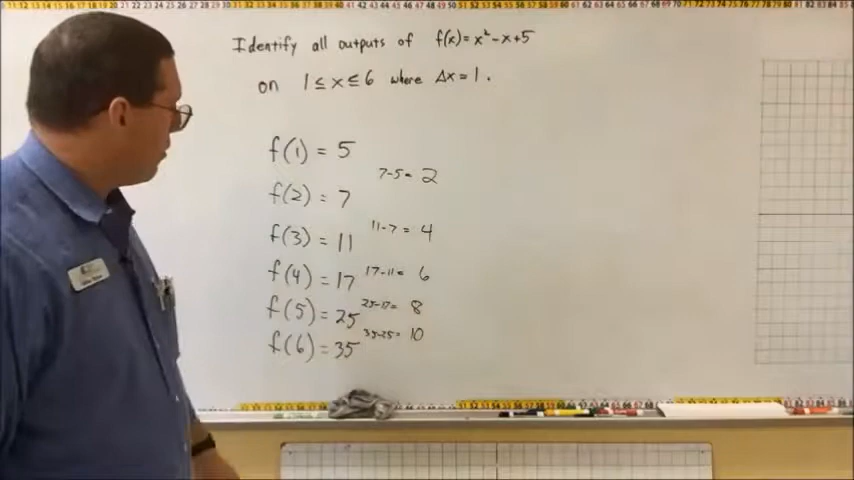 Identify all outputs of f(x)=x²-x+5
on 1≤x≤6 where Δx=1.
f(1) = 5
7-5= 2
f(2) = 7
11-7= 4
f(3) = 11
17-11= 6
f(4) = 17
25-17= 8
f(5) = 25
35-25= 10
f(6) = 35